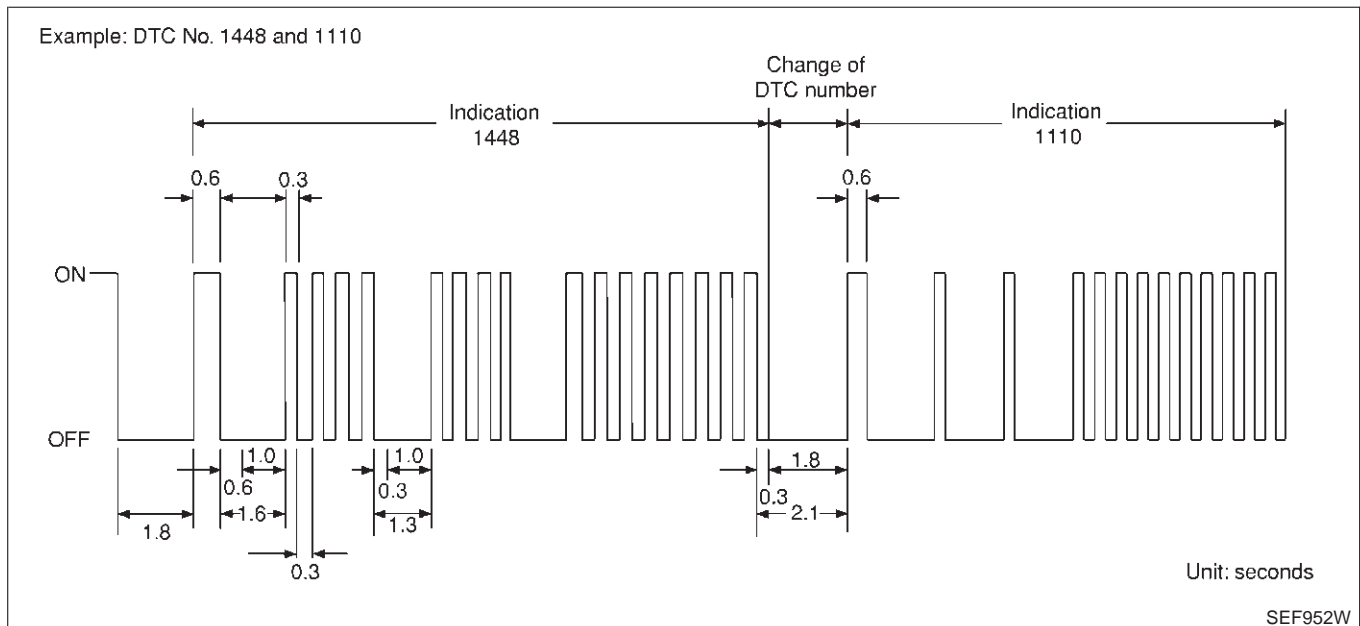 Example: DTC No. 1448 and 1110
Change of
DTC number
Indication
1448
Indication
1110
0.6
0.3
0.6
ON
OFF
1.0
0.6
1.6
1.8
0.3
1.0
0.3
1.3
1.8
0.3
2.1
Unit: seconds
SEF952W